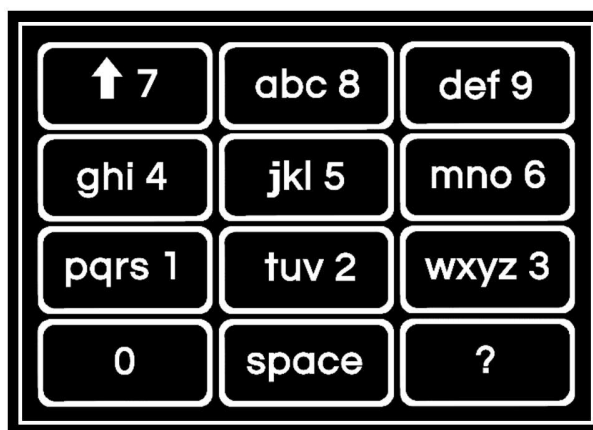 ⬆ 7 abc 8 def 9
ghi 4 jkl 5 mno 6
pqrs 1 tuv 2 wxyz 3
0 space ?